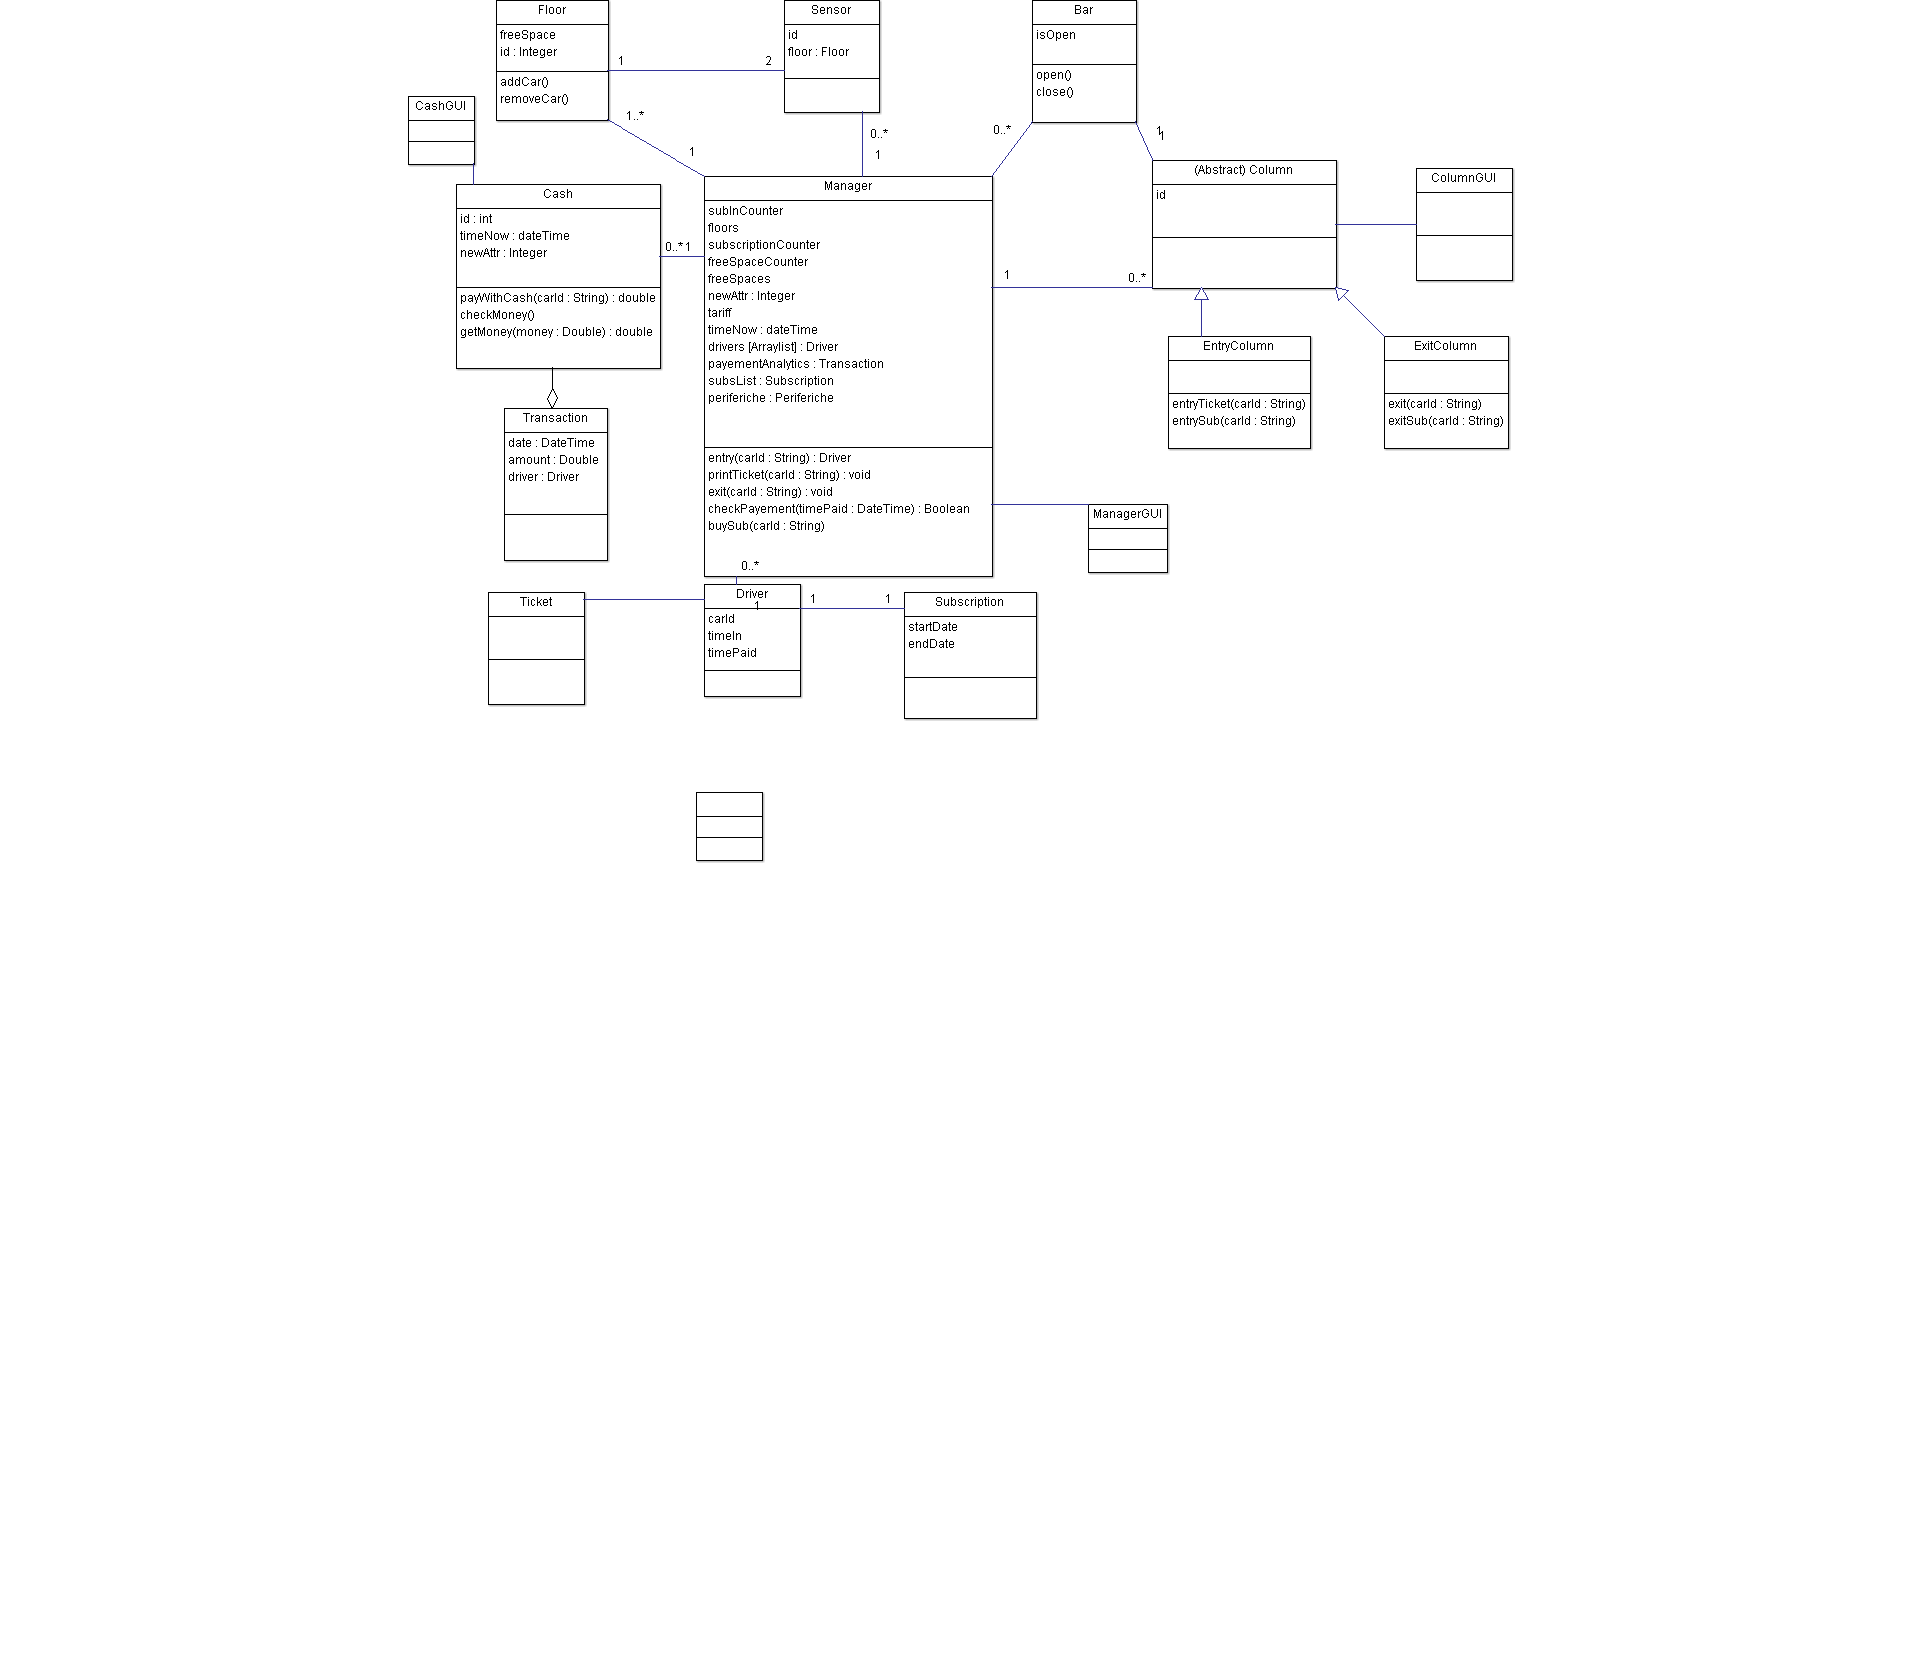 Floor
freeSpace
id : Integer
addCar()
removeCar()
1
2
Sensor
id
floor : Floor
Bar
isOpen
open()
close()
CashGUI
1..*
1
0..*
1
0..*
1
1
Cash
id : int
timeNow : dateTime
newAttr : Integer
payWithCash(carId : String) : double
checkMoney()
getMoney(money : Double) : double
0..*
1
Manager
subInCounter
floors
subscriptionCounter
freeSpaceCounter
freeSpaces
newAttr : Integer
tariff
timeNow : dateTime
drivers [Arraylist] : Driver
payementAnalytics : Transaction
subsList : Subscription
periferiche : Periferiche
entry(carId : String) : Driver
printTicket(carId : String) : void
exit(carId : String) : void
checkPayement(timePaid : DateTime) : Boolean
buySub(carId : String)
1
0..*
(Abstract) Column
id
ColumnGUI
EntryColumn
entryTicket(carId : String)
entrySub(carId : String)
ExitColumn
exit(carId : String)
exitSub(carId : String)
Transaction
date : DateTime
amount : Double
driver : Driver
ManagerGUI
0..*
Ticket
Driver
1
carId
timeIn
timePaid
1
1
Subscription
startDate
endDate